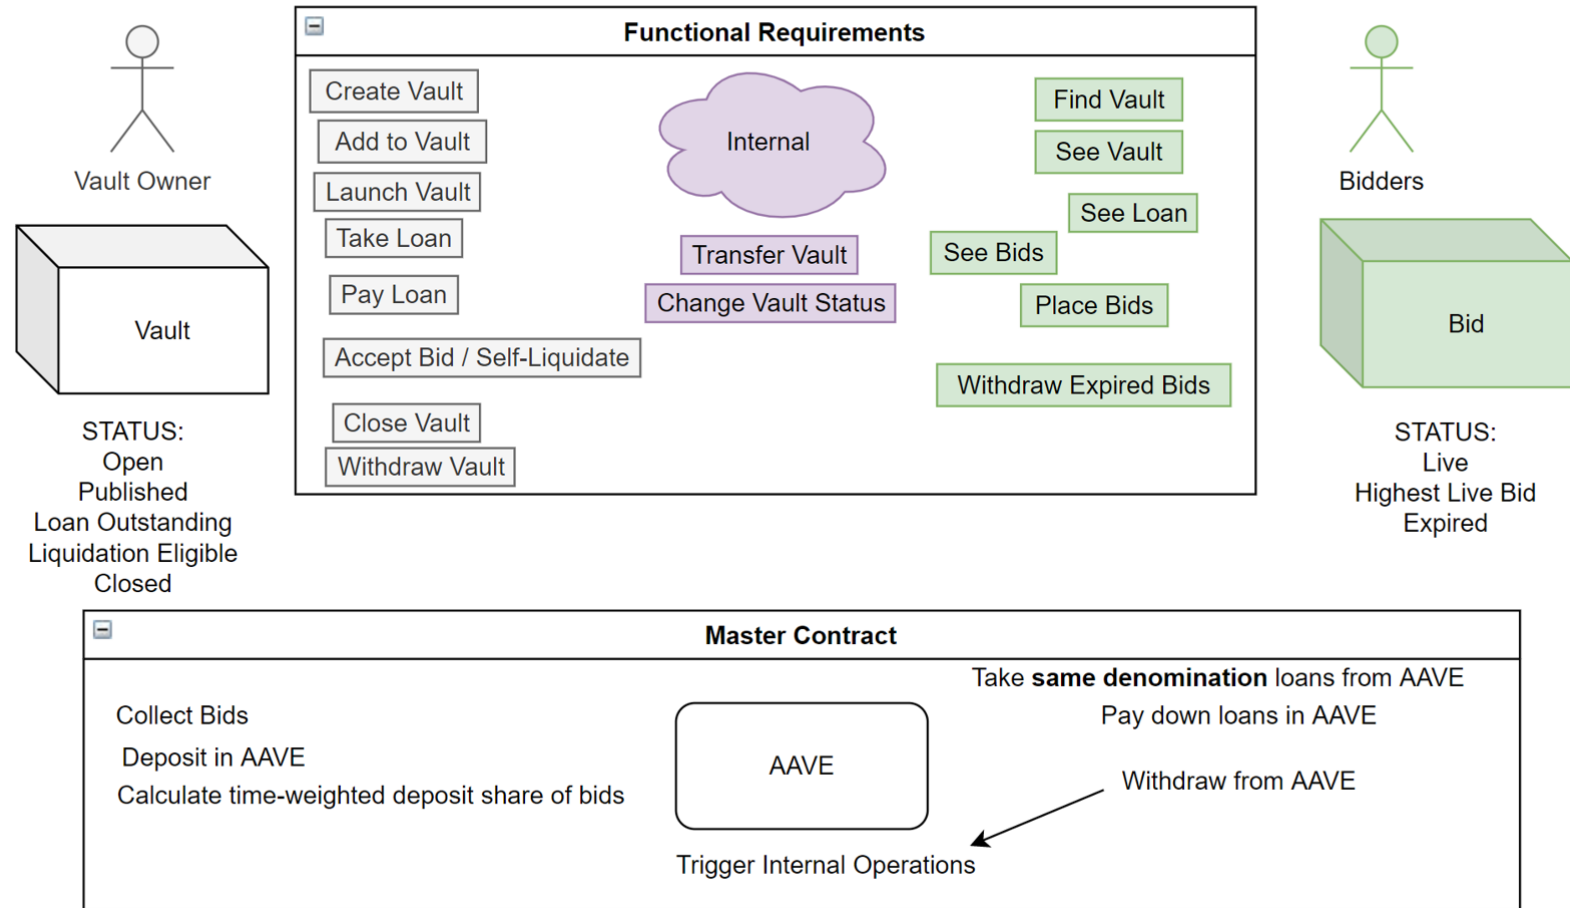 Functional Requirements
Vault Owner
Vault
STATUS:
Open
Published
Loan Outstanding
Liquidation Eligible
Closed
Create Vault
Add to Vault
Launch Vault
Take Loan
Pay Loan
Accept Bid / Self-Liquidate
Close Vault
Withdraw Vault
Internal
Transfer Vault
Change Vault Status
Find Vault
See Vault
See Loan
See Bids
Place Bids
Withdraw Expired Bids
Bidders
Bid
STATUS:
Live
Highest Live Bid
Expired
Master Contract
Collect Bids
Deposit in AAVE
Calculate time-weighted deposit share of bids
AAVE
Trigger Internal Operations
Take same denomination loans from AAVE
Pay down loans in AAVE
Withdraw from AAVE